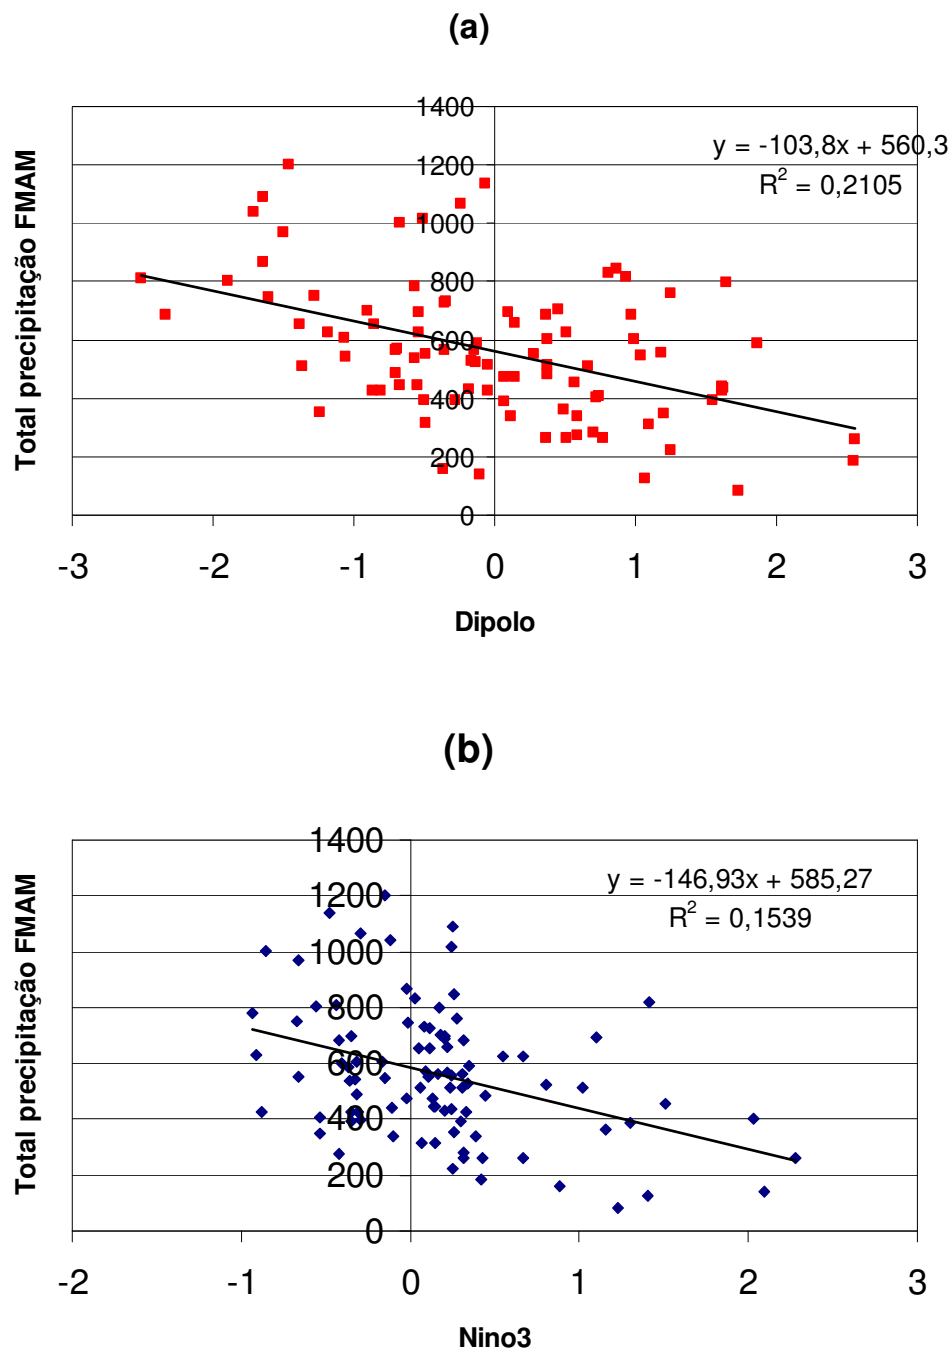 (a)
Total precipitação FMAM
1400
1200
1000
800
600
400
200
0
y = -103,8x + 560,3
R² = 0,2105
-3 -2 -1 0 1 2 3
Dipolo
(b)
Total precipitação FMAM
1400
1200
1000
800
600
400
200
0
y = -146,93x + 585,27
R² = 0,1539
-2 -1 0 1 2 3
Nino3